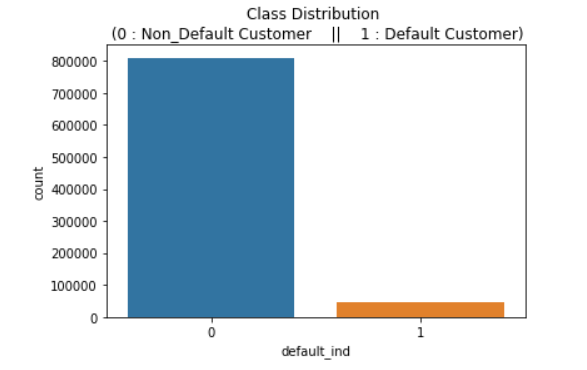 Class Distribution
(0 : Non_Default Customer    ||    1 : Default Customer)
800000
700000
600000
500000
400000
300000
200000
100000
0
count
0 1
default_ind